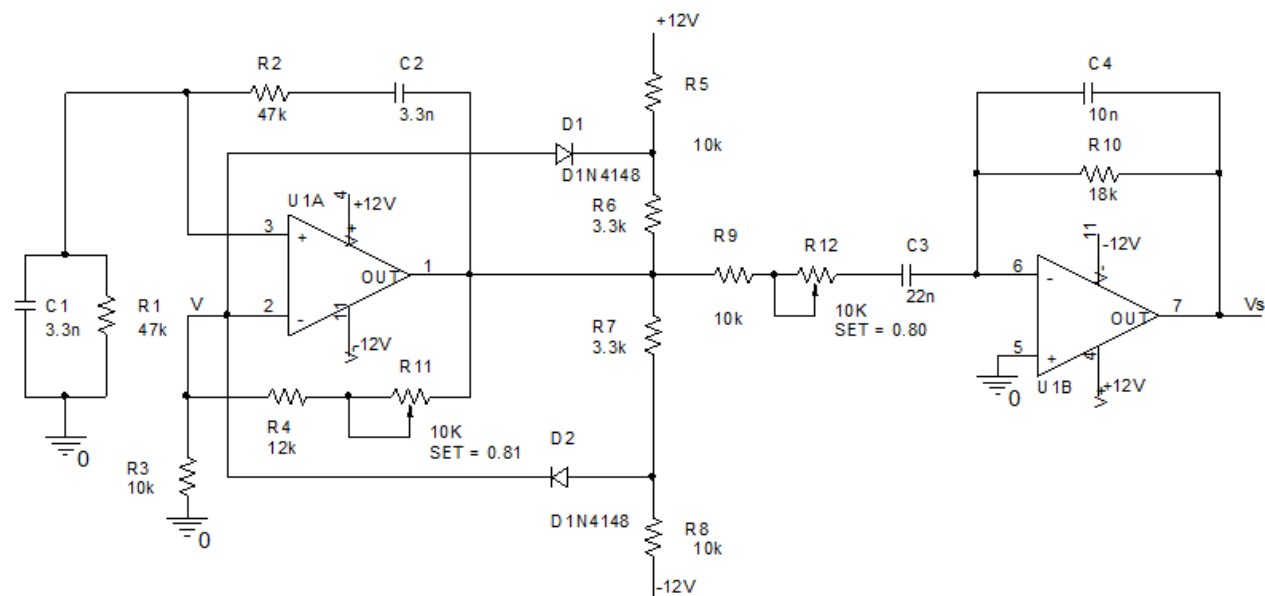 +12V
R2
C2
C4
R5
47k
3.3n
10n
D1
R10
10k
D1N4148
18k
U1A
4
+12V
R6
3.3k
11
-12V
3
+
+
R9
R12
C3
-
OUT
1
6
-
C1
R1
V
2
-
22n
OUT
7
Vs
3.3n
47k
11
-
-12V
R11
R7
3.3k
10k
10K
SET = 0.80
5
+
4
+
+12V
0
U1B
R4
12k
10K
SET = 0.81
D2
0
R3
10k
D1N4148
R8
10k
0
-12V